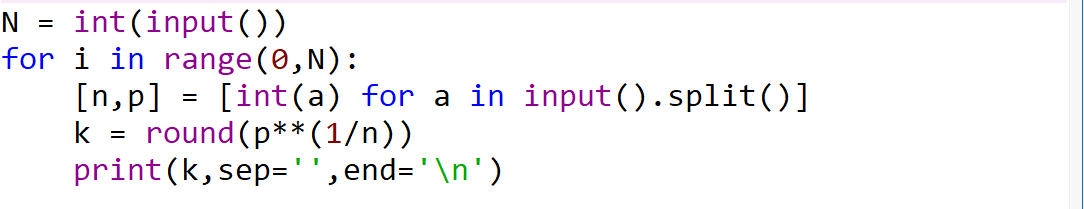 N = int(input())
for i in range(0,N):
    [n,p] = [int(a) for a in input().split()]
    k = round(p**(1/n))
    print(k,sep='',end='\n')